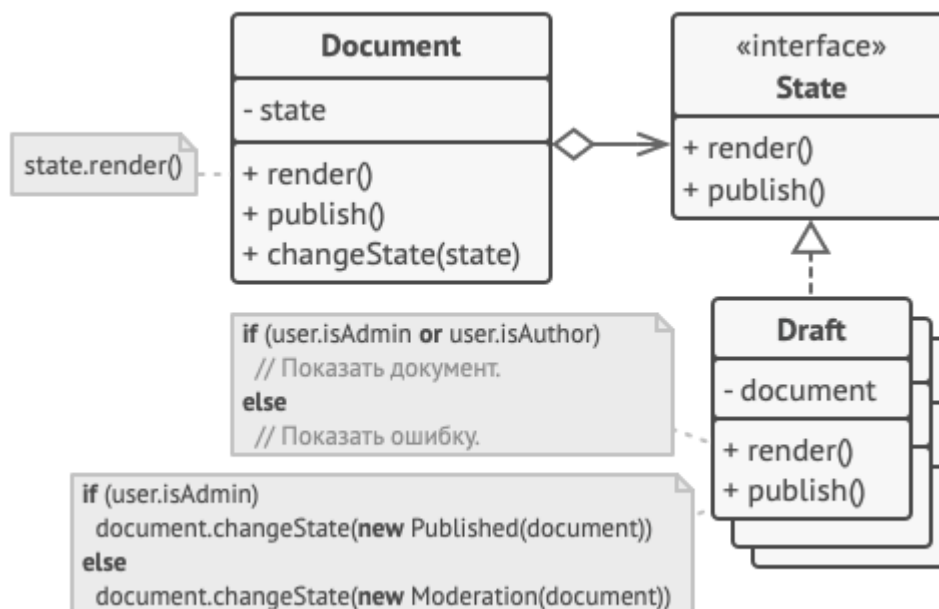 Document
- state
+ render()
+ publish()
+ changeState(state)
«interface»
State
+ render()
+ publish()
state.render()
Draft
- document
+ render()
+ publish()
if (user.isAdmin or user.isAuthor)
// Показать документ.
else
// Показать ошибку.
if (user.isAdmin)
document.changeState(new Published(document))
else
document.changeState(new Moderation(document))